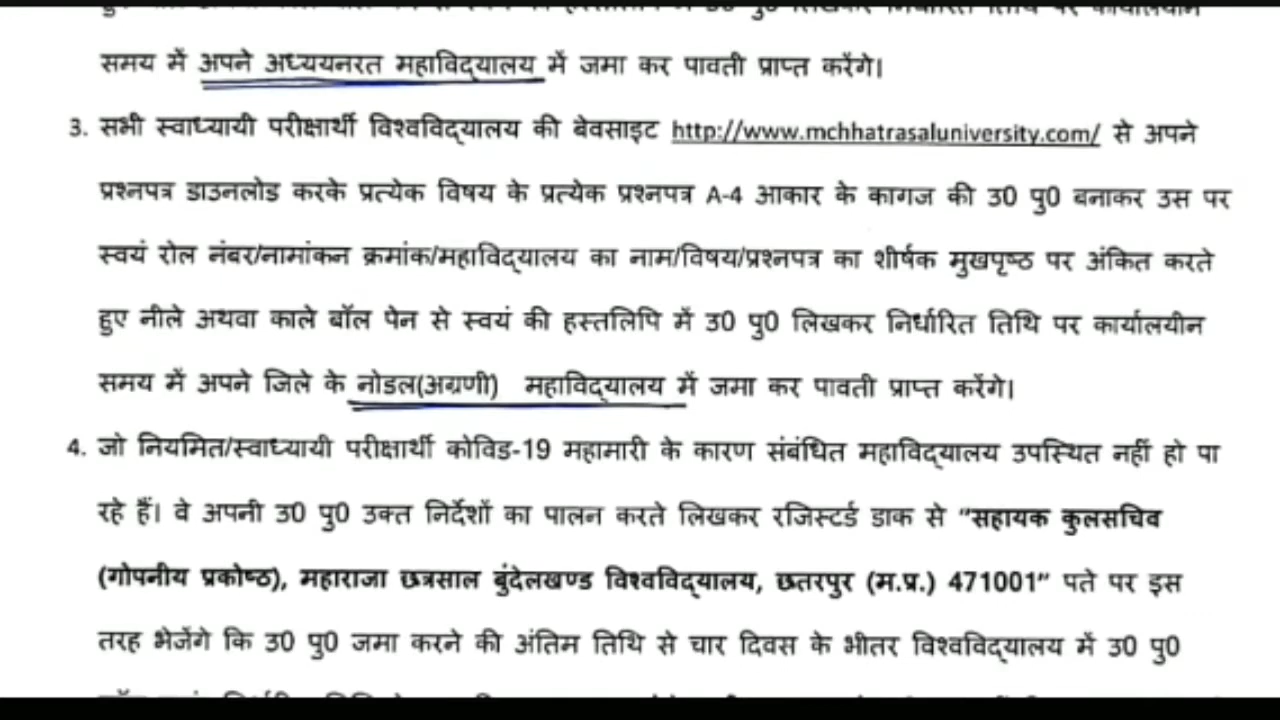 समय में अपने अध्ययनरत महाविद्यालय में जमा कर पावती प्राप्त करेंगे।
3. सभी स्वाध्यायी परीक्षार्थी विश्वविद्यालय की बेवसाइट http://www.mchhatrasaluniversity.com/ से अपने
प्रश्नपत्र डाउनलोड करके प्रत्येक विषय के प्रत्येक प्रश्नपत्र A-4 आकार के कागज की उ0 पु0 बनाकर उस पर
स्वयं रोल नंबर/नामांकन क्रमांक/महाविद्यालय का नाम/विषय/प्रश्नपत्र का शीर्षक मुखपृष्ठ पर अंकित करते
हुए नीले अथवा काले बॉल पेन से स्वयं की हस्तलिपि में उ0 पु0 लिखकर निर्धारित तिथि पर कार्यालयीन
समय में अपने जिले के नोडल(अग्रणी) महाविद्यालय में जमा कर पावती प्राप्त करेंगे।
4. जो नियमित/स्वाध्यायी परीक्षार्थी कोविड-19 महामारी के कारण संबंधित महाविद्यालय उपस्थित नहीं हो पा
रहे हैं। वे अपनी उ0 पु0 उक्त निर्देशों का पालन करते लिखकर रजिस्टर्ड डाक से "सहायक कुलसचिव
(गोपनीय प्रकोष्ठ), महाराजा छत्रसाल बुंदेलखण्ड विश्वविद्यालय, छतरपुर (म.प्र.) 471001" पते पर इस
तरह भेजेंगे कि उ0 पु0 जमा करने की अंतिम तिथि से चार दिवस के भीतर विश्वविद्यालय में उ0 पु0